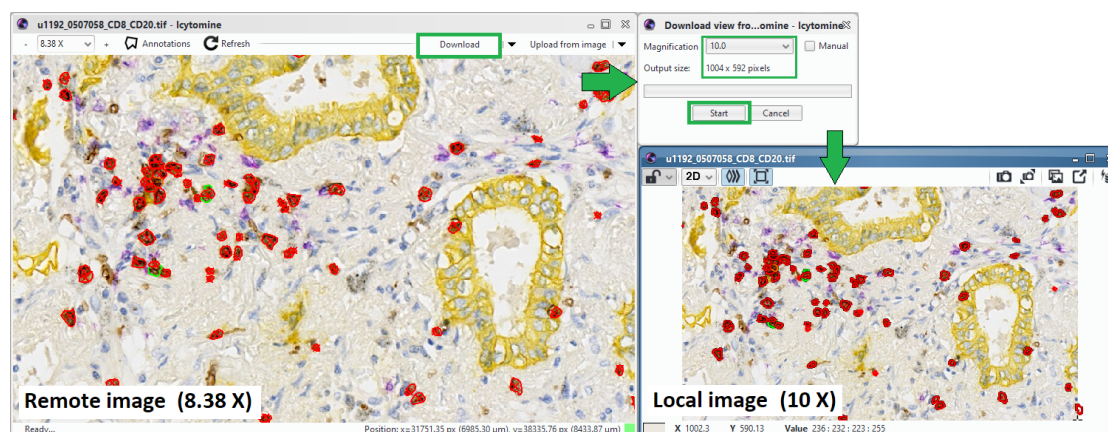 u1192_0507058_CD8_CD20.tif - Icytomine
- 8.38 X + Annotations Refresh Download Upload from image
Remote image (8.38 X)
Ready... Position: x=31751,35 px (6985,30 µm), y=38335,76 px (8433,87 µm)
Download view fro...omine - Icytomine
Magnification 10.0 Manual
Output size: 1004 x 592 pixels
Start Cancel
u1192_0507058_CD8_CD20.tif
2D
Local image (10 X)
X 1002.3 Y 590.13 Value 236 : 232 : 223 : 255